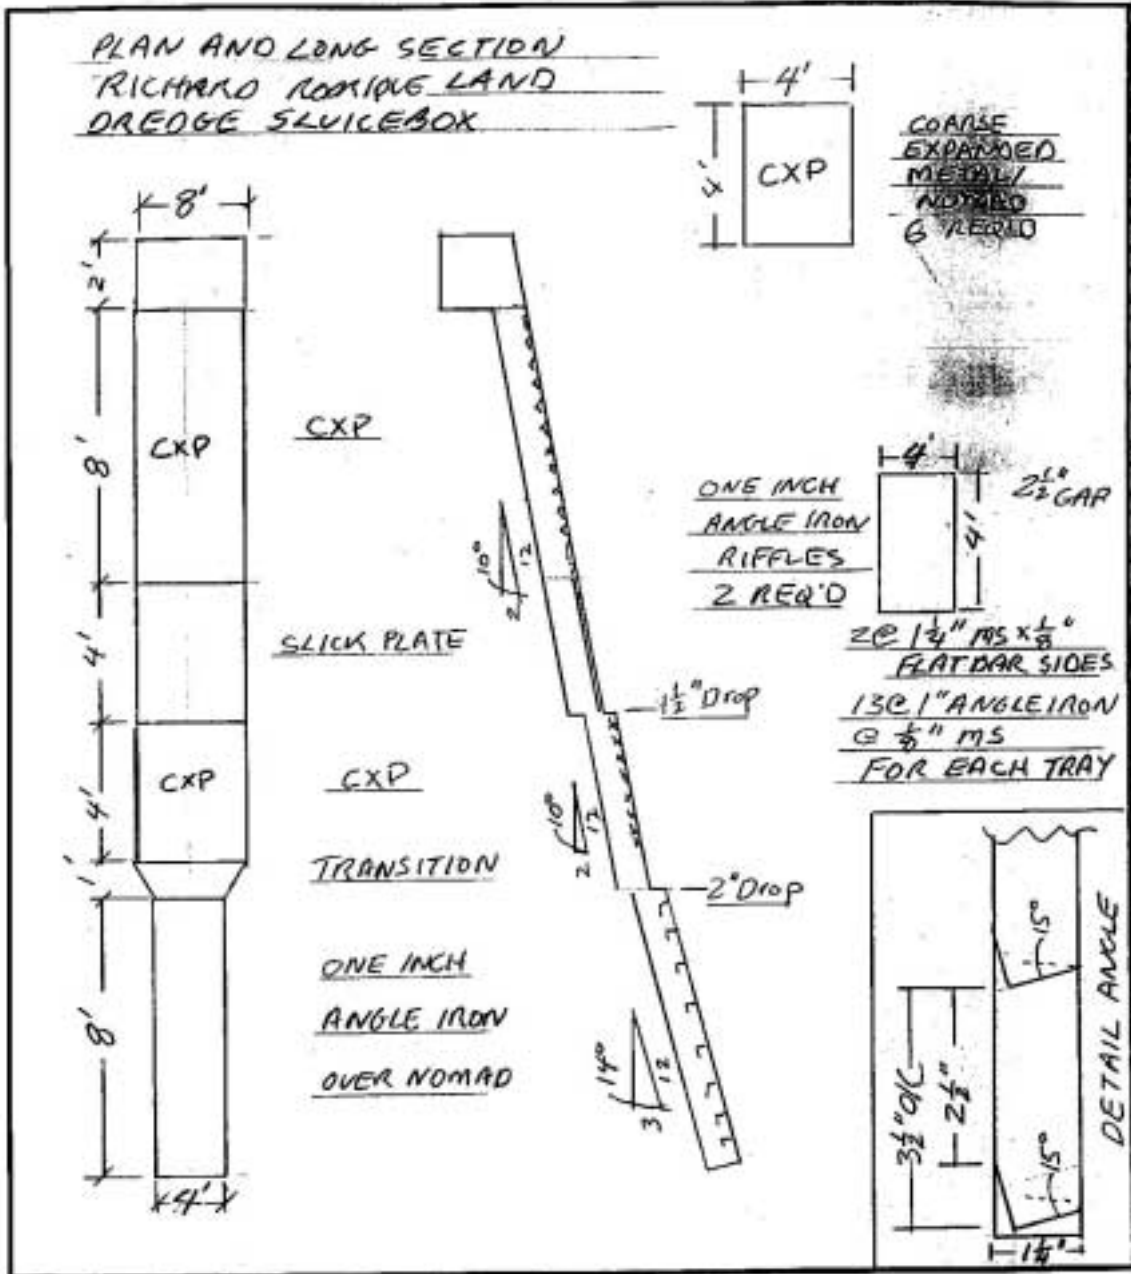 PLAN AND LONG SECTION
RICHARD LAND
DREDGE SLUICEBOX
4'
4'
CXP
COARSE
EXPANDED
METAL/
NOMAD
6 REQ'D
8'
2'
8'
CXP
CXP
4'
SLICK PLATE
4'
CXP
CXP
1'
TRANSITION
8'
ONE INCH
ANGLE IRON
OVER NOMAD
4'
10°
12
2
1½" Drop
10°
12
2
2" Drop
14°
12
3
ONE INCH
ANGLE IRON
RIFFLES
2 REQ'D
4'
4'
2½" GAP
2@ 1¼" MS x ⅛"
FLATBAR SIDES
13@ 1" ANGLE IRON
@ ⅛" MS
FOR EACH TRAY
15°
3½" O/C
2½"
15°
1¼"
DETAIL ANGLE